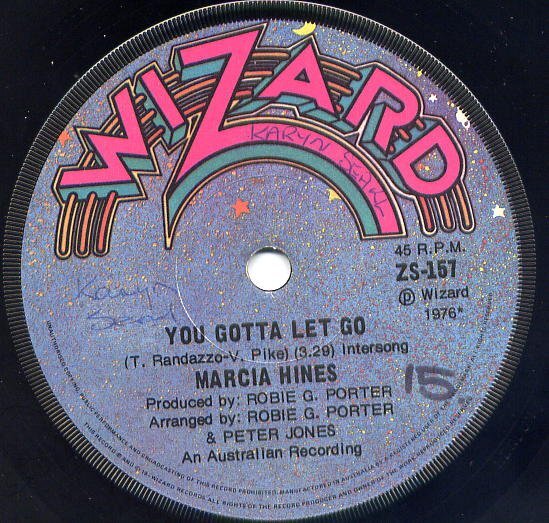 WIZARD
KARYN
45 R.P.M.
ZS-157
Ⓟ Wizard
1976*
Karyn
YOU GOTTA LET GO
(T. Randazzo-V. Pike) (3.29) Intersong
MARCIA HINES
15
Produced by: ROBIE G. PORTER
Arranged by: ROBIE G. PORTER
& PETER JONES
An Australian Recording